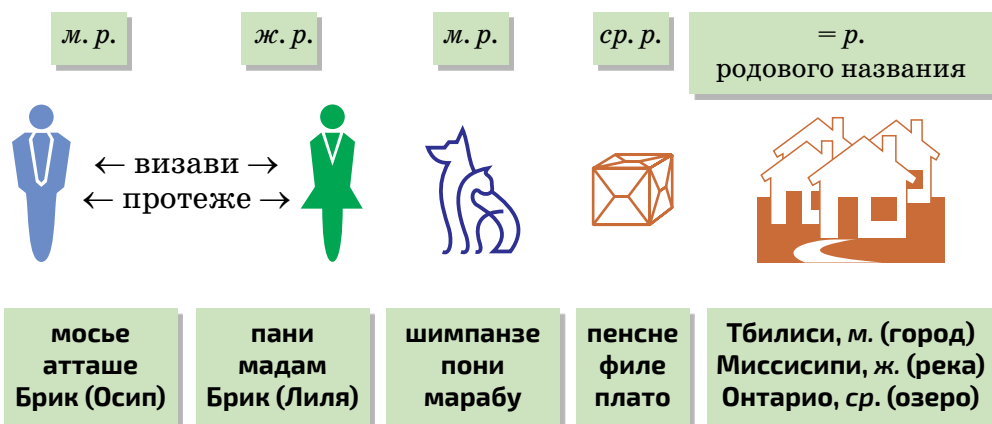 м. р.
ж. р.
м. р.
ср. р.
= р.
родового названия
← визави →
← протеже →
мосье
атташе
Брик (Осип)
пани
мадам
Брик (Лиля)
шимпанзе
пони
марабу
пенсне
филе
плато
Тбилиси, м. (город)
Миссисипи, ж. (река)
Онтарио, ср. (озеро)